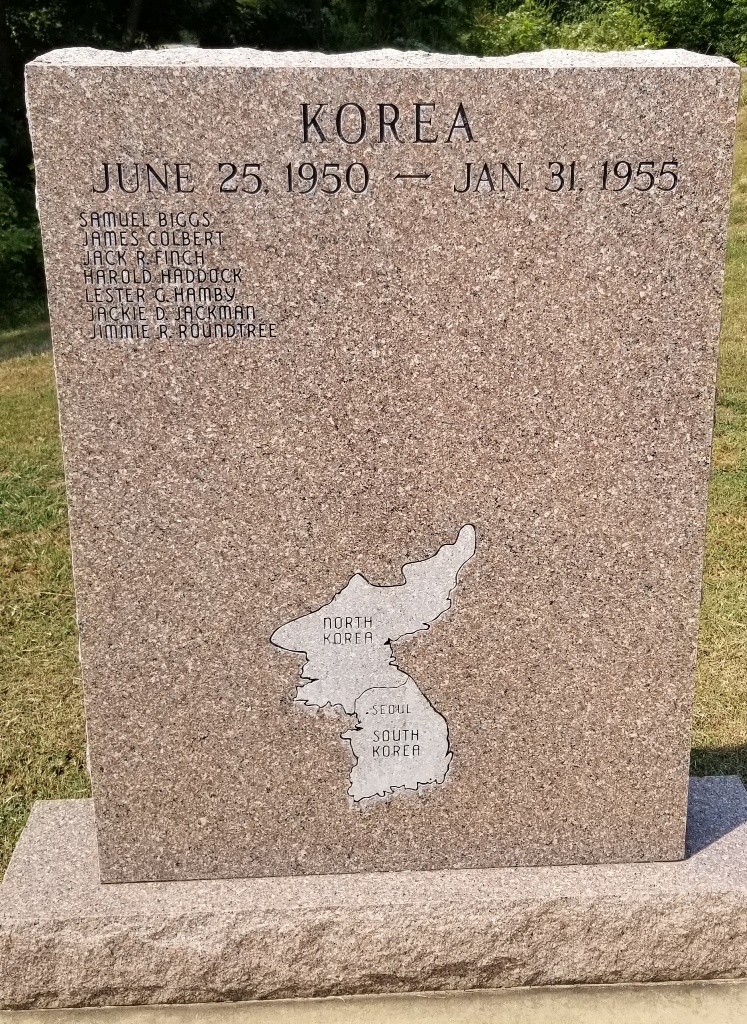 KOREA
JUNE 25, 1950 — JAN. 31, 1955
SAMUEL BIGGS
JAMES COLBERT
JACK R. FINCH
HAROLD HADDOCK
LESTER G. HAMBY
JACKIE D. JACKMAN
JIMMIE R. ROUNDTREE
NORTH
KOREA
SEOUL
SOUTH
KOREA